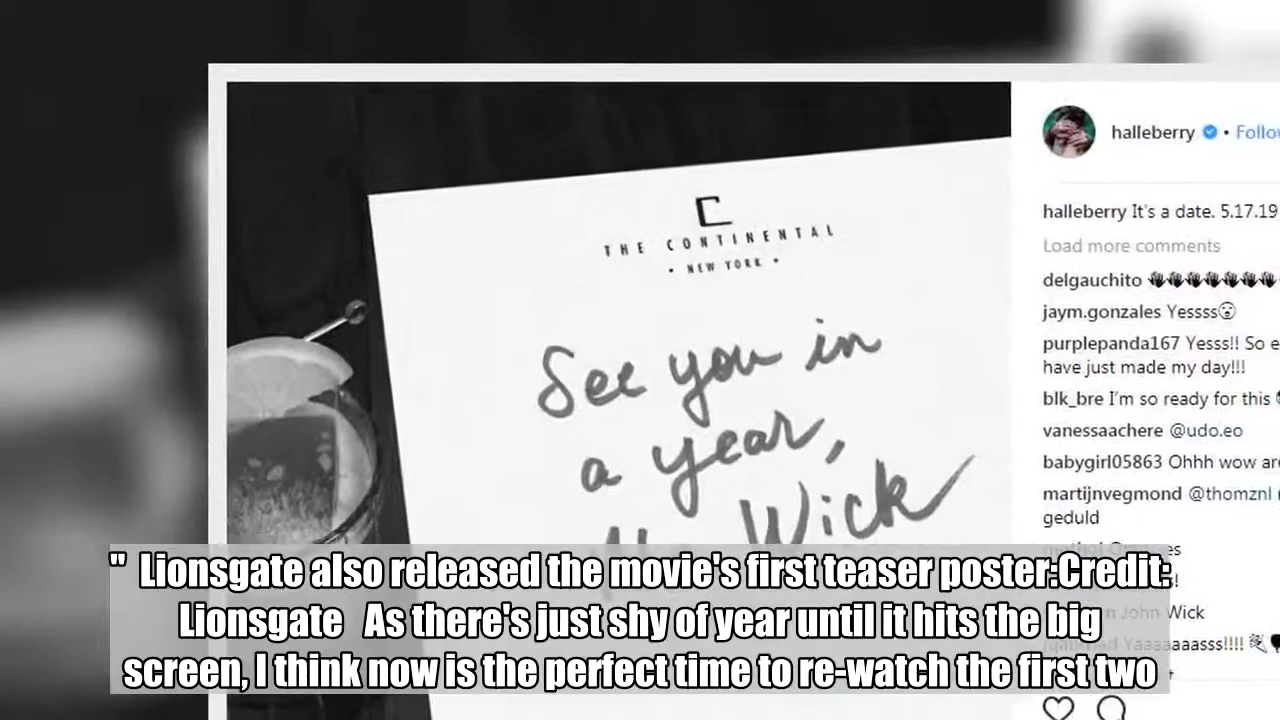 C
THE CONTINENTAL
• NEW YORK •
See you in
a year,
Wick
halleberry • Follo
halleberry It's a date. 5.17.19
Load more comments
delgauchito 👋👋👋👋👋👋👋
jaym.gonzales Yessss😮
purplepanda167 Yesss!! So e
have just made my day!!!
blk_bre I'm so ready for this
vanessaachere @udo.eo
babygirl05863 Ohhh wow are
martijnvegmond @thomznl
geduld
John Wick
Yaaaaaaasss!!!!
" Lionsgate also released the movie's first teaser poster:Credit:
Lionsgate As there's just shy of year until it hits the big
screen, I think now is the perfect time to re-watch the first two